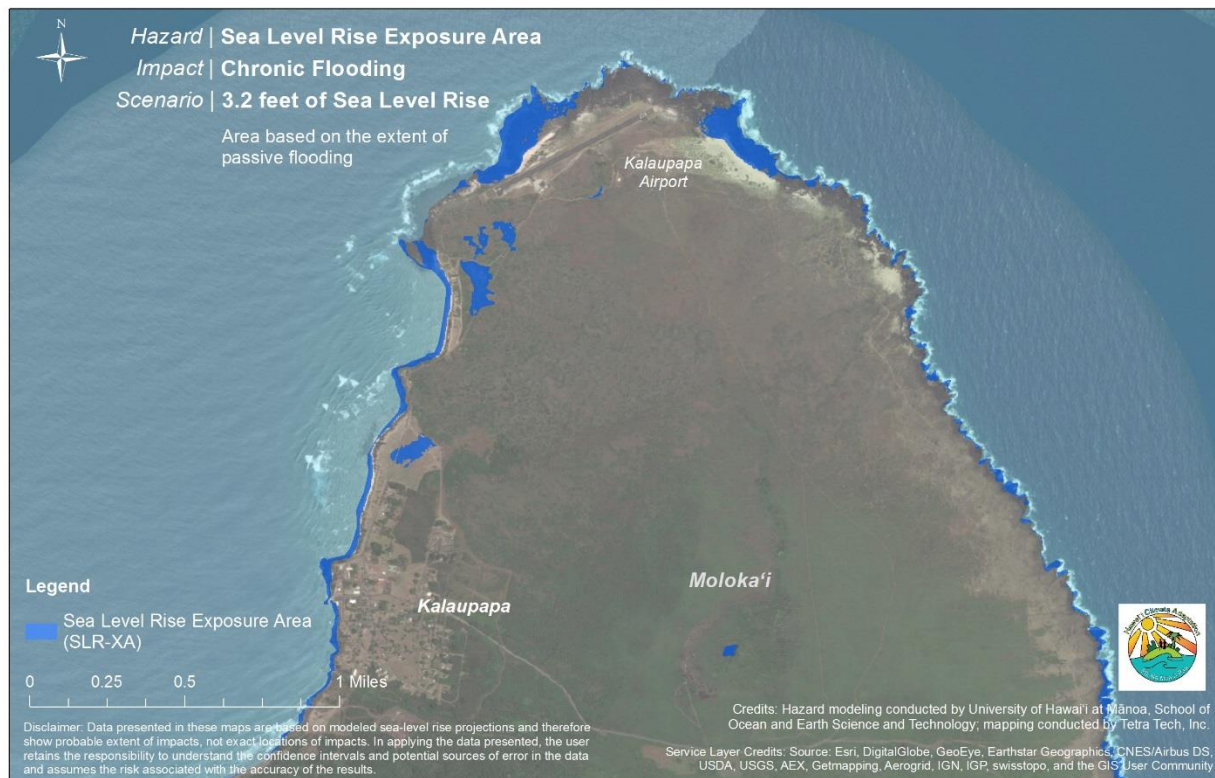 N
Hazard | Sea Level Rise Exposure Area
Impact | Chronic Flooding
Scenario | 3.2 feet of Sea Level Rise
Area based on the extent of
passive flooding
Kalaupapa
Airport
Molokaʻi
Kalaupapa
Legend
Sea Level Rise Exposure Area
(SLR-XA)
0 0.25 0.5 1 Miles
Disclaimer: Data presented in these maps are based on modeled sea-level rise projections and therefore
show probable extent of impacts, not exact locations of impacts. In applying the data presented, the user
retains the responsibility to understand the confidence intervals and potential sources of error in the data
and assumes the risk associated with the accuracy of the results.
Hawaiʻi Climate Adaptation
Credits: Hazard modeling conducted by University of Hawaiʻi at Mānoa, School of
Ocean and Earth Science and Technology; mapping conducted by Tetra Tech, Inc.
Service Layer Credits: Source: Esri, DigitalGlobe, GeoEye, Earthstar Geographics, CNES/Airbus DS,
USDA, USGS, AEX, Getmapping, Aerogrid, IGN, IGP, swisstopo, and the GIS User Community